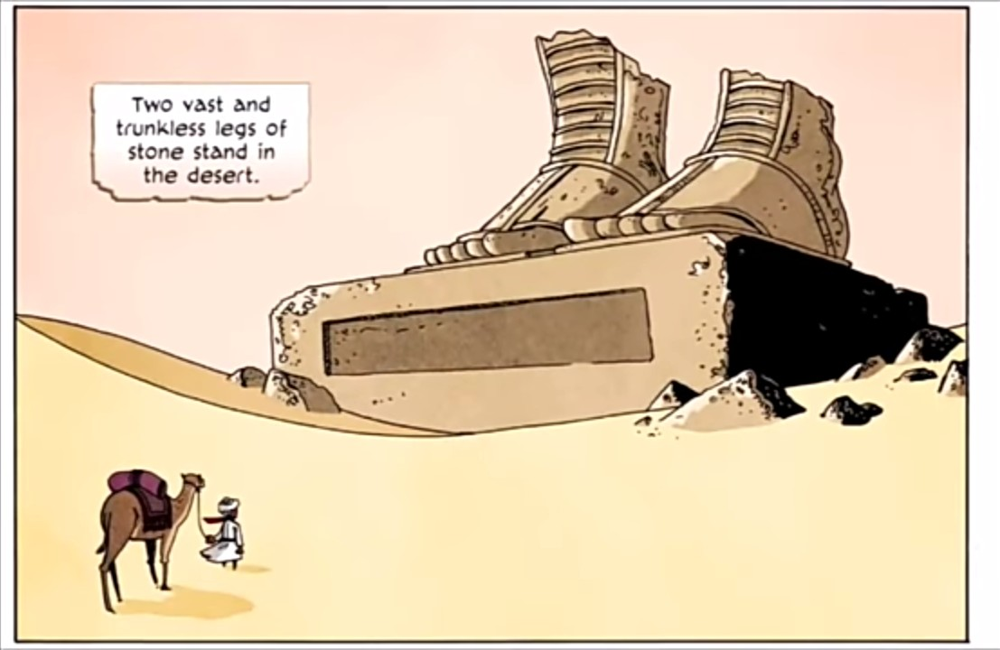 Two vast and
trunkless legs of
stone stand in
the desert.